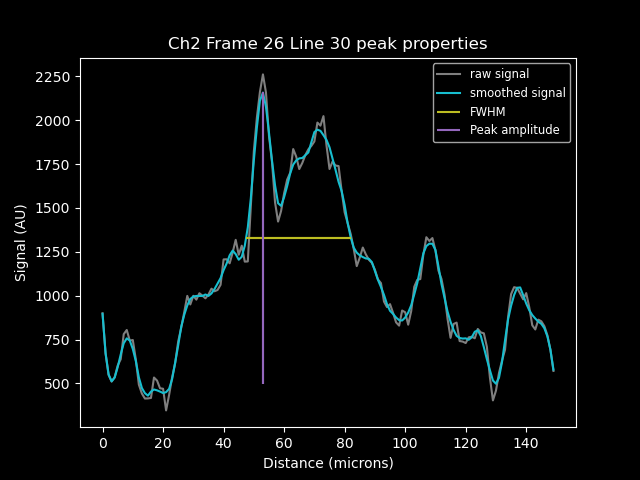 Ch2 Frame 26 Line 30 peak properties
raw signal
smoothed signal
FWHM
Peak amplitude
Signal (AU)
2250
2000
1750
1500
1250
1000
750
500
0 20 40 60 80 100 120 140
Distance (microns)